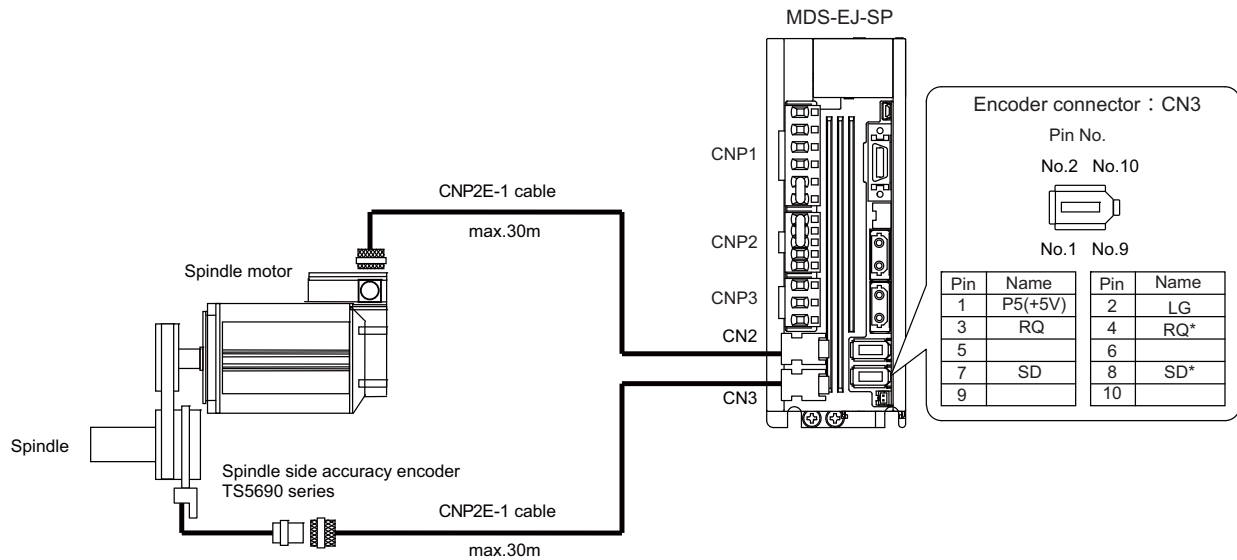 MDS-EJ-SP
Encoder connector : CN3
Pin No.
No.2 No.10
No.1 No.9
Pin Name Pin Name
1 P5(+5V) 2 LG
3 RQ 4 RQ*
5 6
7 SD 8 SD*
9 10
CNP1
CNP2
CNP3
CN2
CN3
CNP2E-1 cable
max.30m
Spindle motor
Spindle
Spindle side accuracy encoder
TS5690 series
CNP2E-1 cable
max.30m